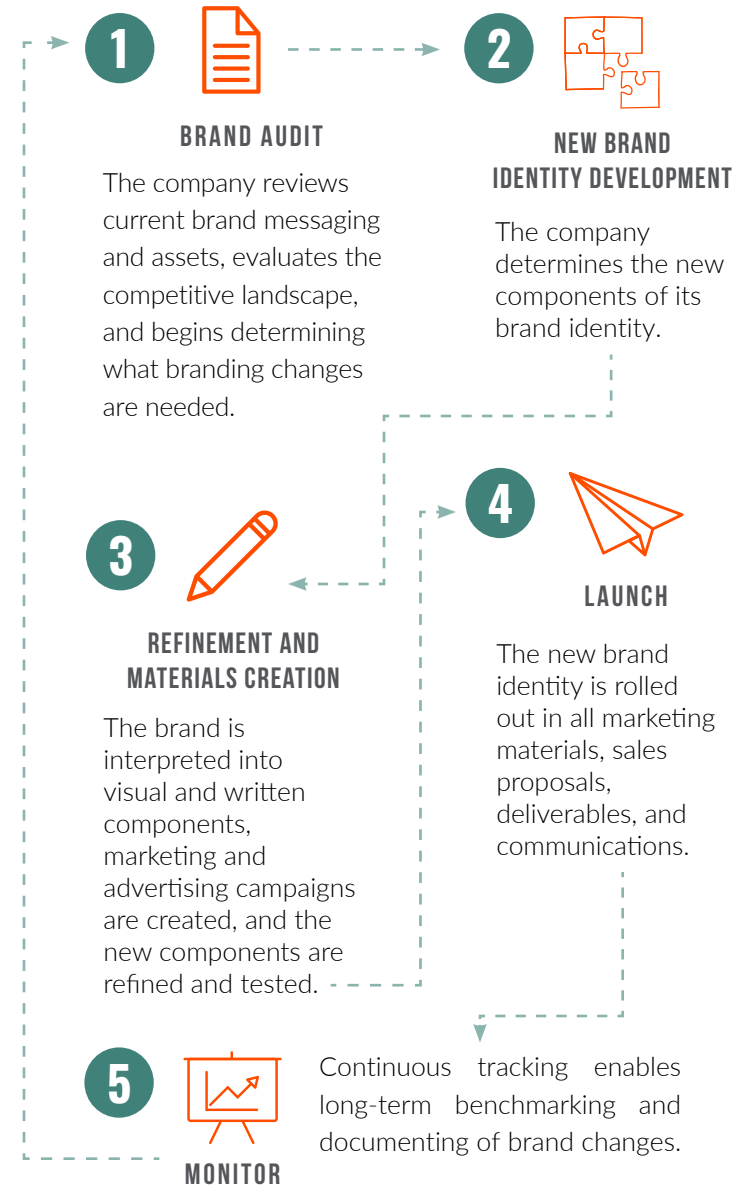 1
BRAND AUDIT
The company reviews
current brand messaging
and assets, evaluates the
competitive landscape,
and begins determining
what branding changes
are needed.
2
NEW BRAND
IDENTITY DEVELOPMENT
The company
determines the new
components of its
brand identity.
3
REFINEMENT AND
MATERIALS CREATION
The brand is
interpreted into
visual and written
components,
marketing and
advertising campaigns
are created, and the
new components are
refined and tested.
4
LAUNCH
The new brand
identity is rolled
out in all marketing
materials, sales
proposals,
deliverables, and
communications.
5
MONITOR
Continuous tracking enables
long-term benchmarking and
documenting of brand changes.